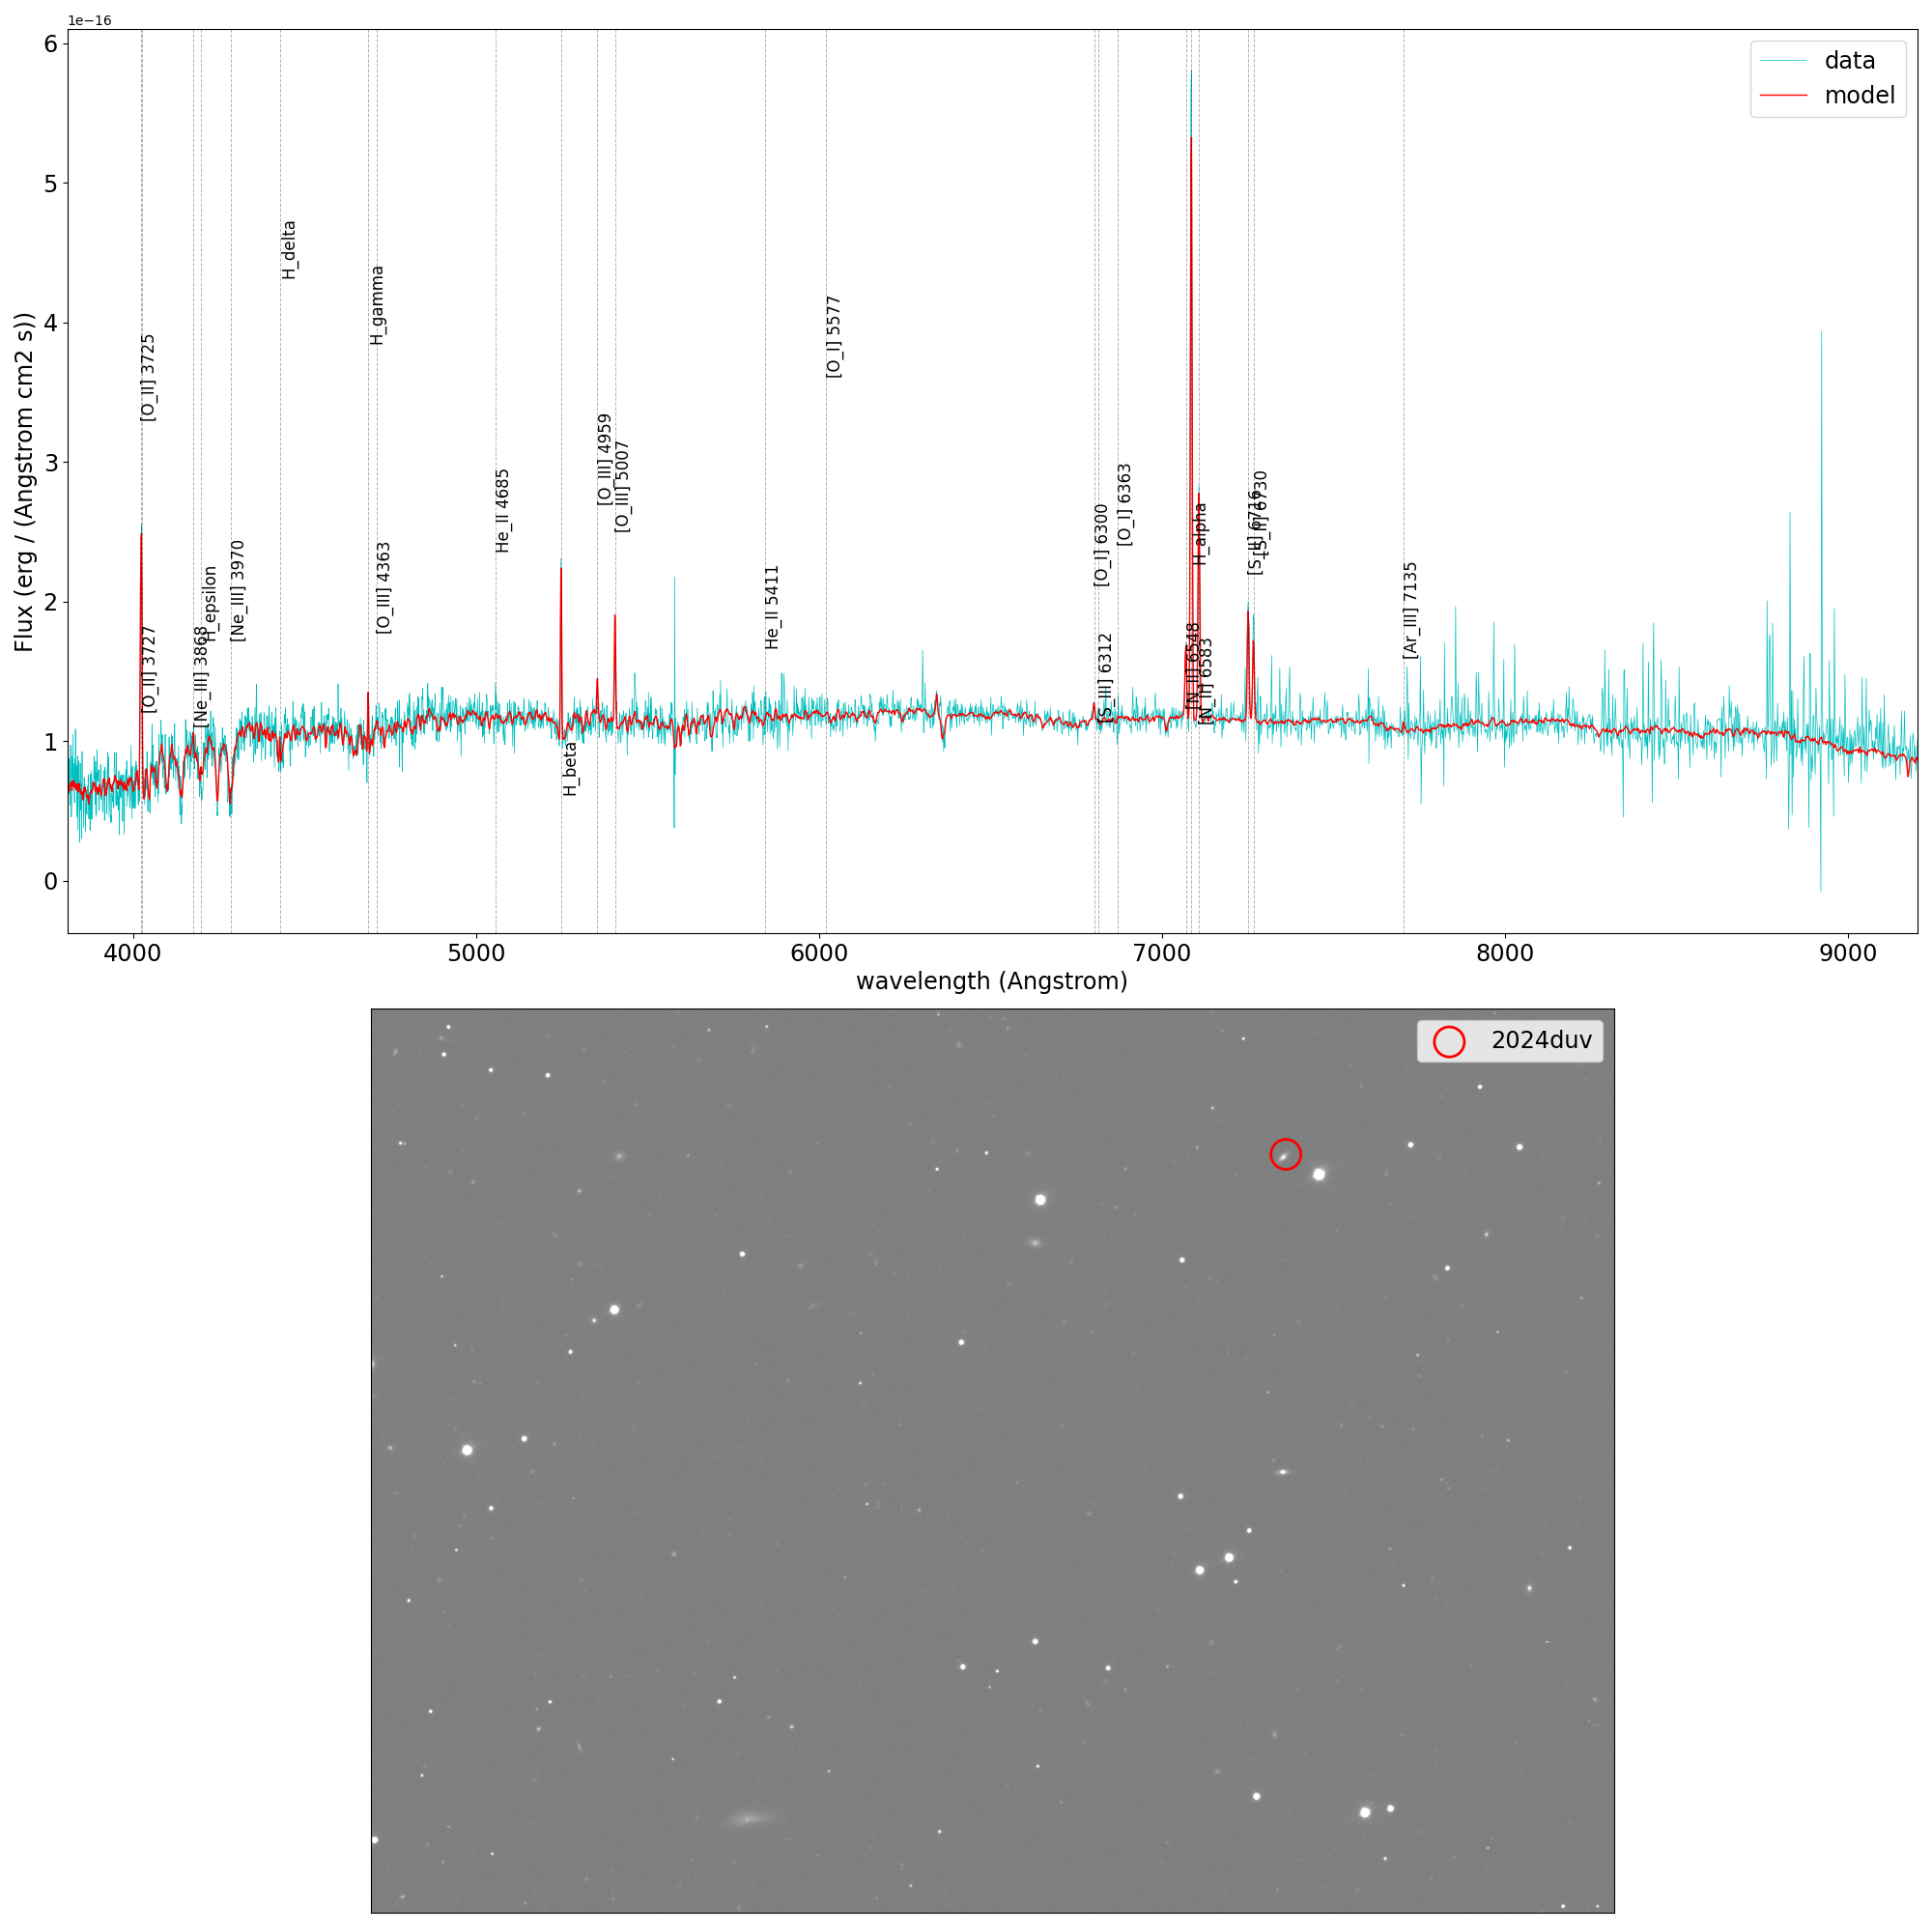 1e−16
data
model
Flux (erg / (Angstrom cm2 s))
6
5
4
3
2
1
0
[O_II] 3725
[O_II] 3727
[Ne_III] 3868
H_epsilon
[Ne_III] 3970
H_delta
H_gamma
[O_III] 4363
He_II 4685
H_beta
[O_III] 4959
[O_III] 5007
He_II 5411
[O_I] 5577
[O_I] 6300
[S_III] 6312
[O_I] 6363
[N_II] 6548
H_alpha
[N_II] 6583
[S_II] 6716
[S_II] 6730
[Ar_III] 7135
4000 5000 6000 7000 8000 9000
wavelength (Angstrom)
2024duv